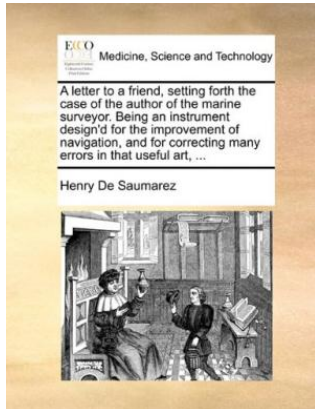 ECCO
Medicine, Science and Technology
A letter to a friend, setting forth the
case of the author of the marine
surveyor. Being an instrument
design'd for the improvement of
navigation, and for correcting many
errors in that useful art, ...
Henry De Saumarez